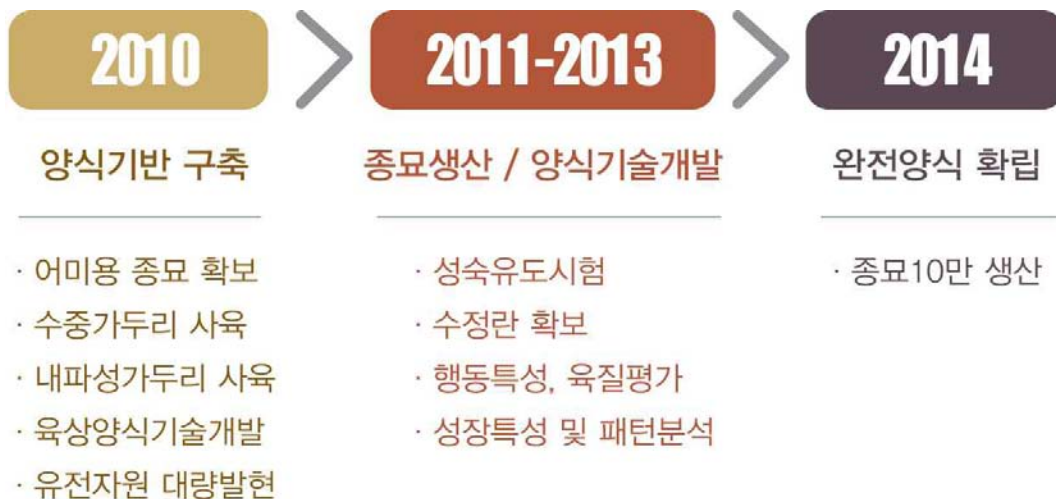 2010
양식기반 구축
· 어미용 종묘 확보
· 수중가두리 사육
· 내파성가두리 사육
· 육상양식기술개발
· 유전자원 대량발현
2011-2013
종묘생산 / 양식기술개발
· 성숙유도시험
· 수정란 확보
· 행동특성, 육질평가
· 성장특성 및 패턴분석
2014
완전양식 확립
· 종묘10만 생산